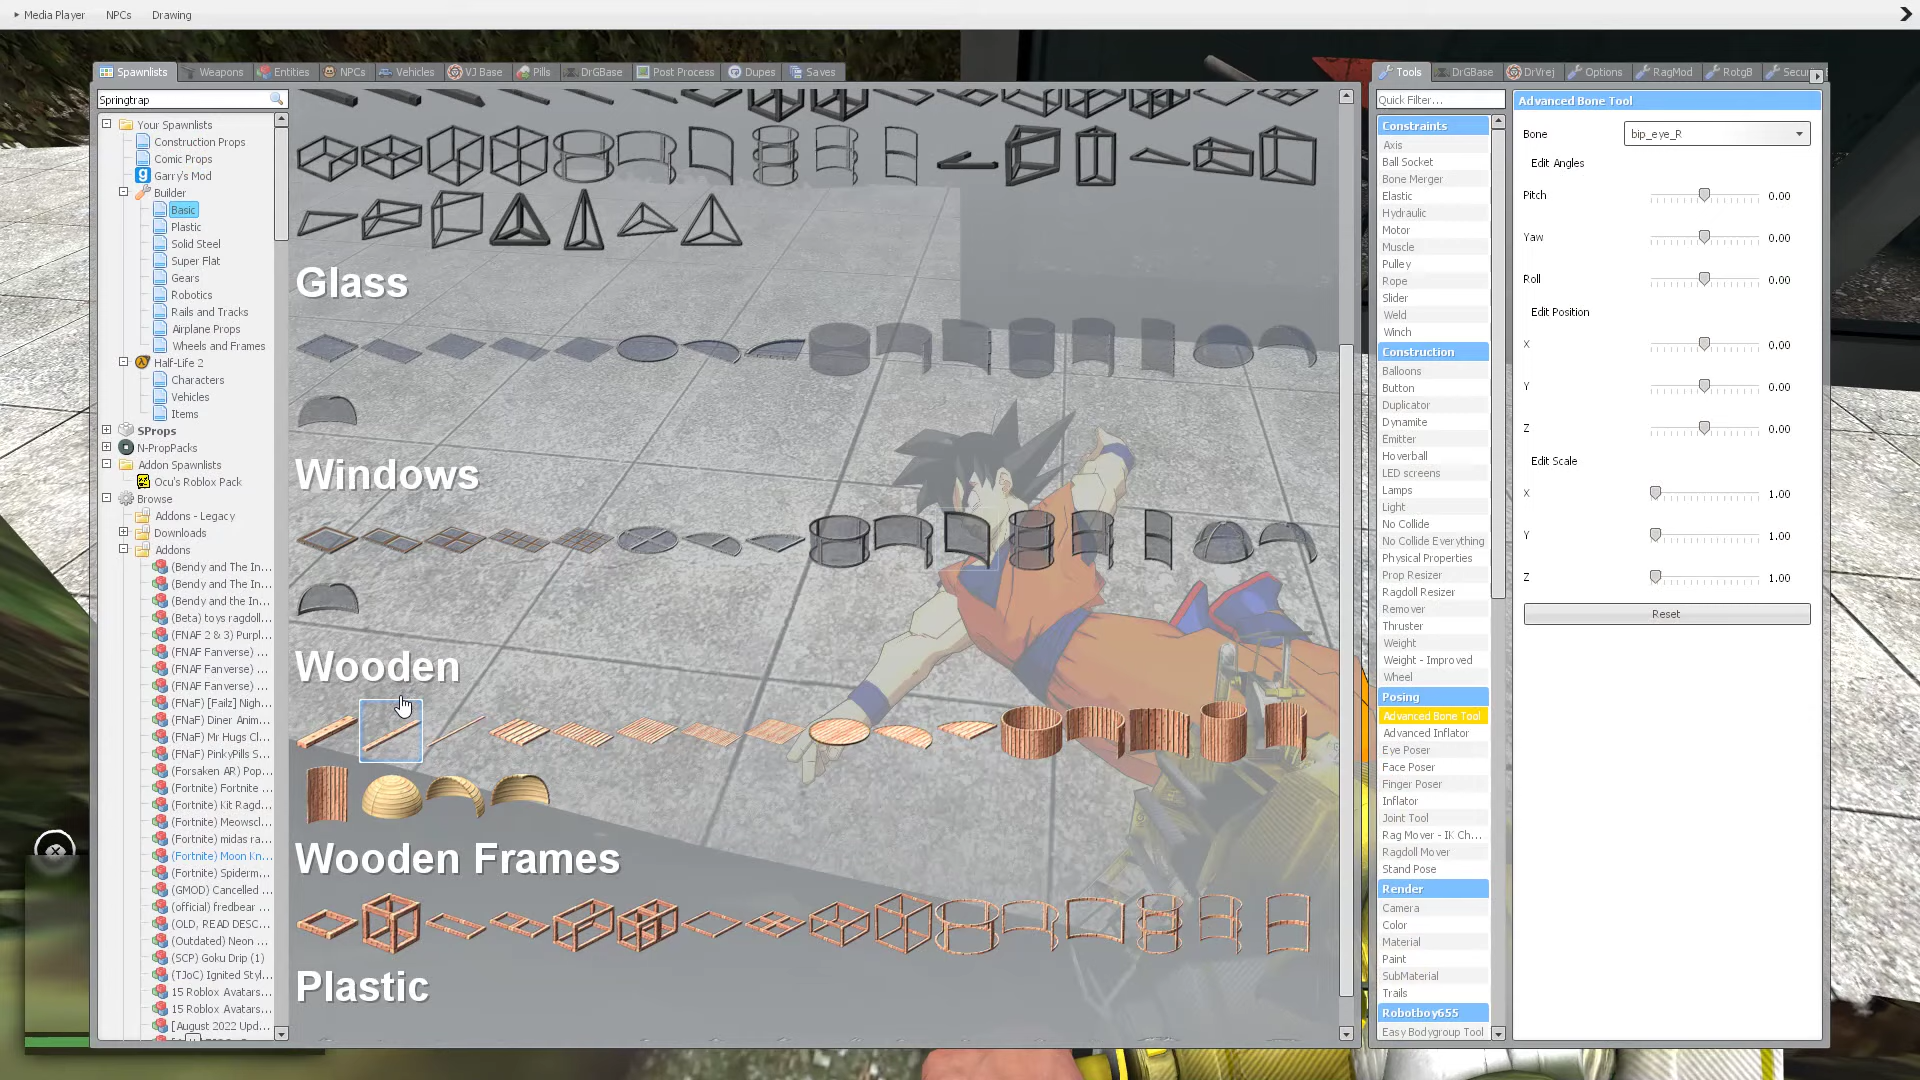 Media Player NPCs Drawing
Spawnlists Weapons Entities NPCs Vehicles VJ Base Pills DrGBase Post Process Dupes Saves
Springtrap
Your Spawnlists
Construction Props
Comic Props
Garry's Mod
Builder
Basic
Plastic
Solid Steel
Super Flat
Gears
Robotics
Rails and Tracks
Airplane Props
Wheels and Frames
Half-Life 2
Characters
Vehicles
Items
SProps
N-PropPacks
Addon Spawnlists
Ocu's Roblox Pack
Browse
Addons - Legacy
Downloads
Addons
(Bendy and The In...
(Bendy and The In...
(Bendy and the In...
(Beta) toys ragdoll...
(FNAF 2 & 3) Purpl...
(FNAF Fanverse) ...
(FNAF Fanverse) ...
(FNAF Fanverse) ...
(FNaF) [Failz] Nigh...
(FNaF) Diner Anim...
(FNaF) Mr Hugs Cl...
(FNaF) PinkyPills S...
(Forsaken AR) Pop...
(Fortnite) Fortnite ...
(Fortnite) Kit Ragd...
(Fortnite) Meowscl...
(Fortnite) midas ra...
(Fortnite) Moon Kn...
(Fortnite) Spiderm...
(GMOD) Cancelled ...
(official) fredbear ...
(OLD, READ DESC...
(Outdated) Neon ...
(SCP) Goku Drip (1)
(TJoC) Ignited Styl...
15 Roblox Avatars...
15 Roblox Avatars...
[August 2022 Upd...
Glass
Windows
Wooden
Wooden Frames
Plastic
Tools DrGBase DrVrej Options RagMod RotgB
Quick Filter...
Constraints
Axis
Ball Socket
Bone Merger
Elastic
Hydraulic
Motor
Muscle
Pulley
Rope
Slider
Weld
Winch
Construction
Balloons
Button
Duplicator
Dynamite
Emitter
Hoverball
LED screens
Lamps
Light
No Collide
No Collide Everything
Physical Properties
Prop Resizer
Ragdoll Resizer
Remover
Thruster
Weight
Weight - Improved
Wheel
Posing
Advanced Bone Tool
Advanced Inflator
Eye Poser
Face Poser
Finger Poser
Inflator
Joint Tool
Rag Mover - IK Ch...
Ragdoll Mover
Stand Pose
Render
Camera
Color
Material
Paint
SubMaterial
Trails
Robotboy655
Easy Bodygroup Tool
Advanced Bone Tool
Bone bip_eye_R
Edit Angles
Pitch 0.00
Yaw 0.00
Roll 0.00
Edit Position
X 0.00
Y 0.00
Z 0.00
Edit Scale
X 1.00
Y 1.00
Z 1.00
Reset